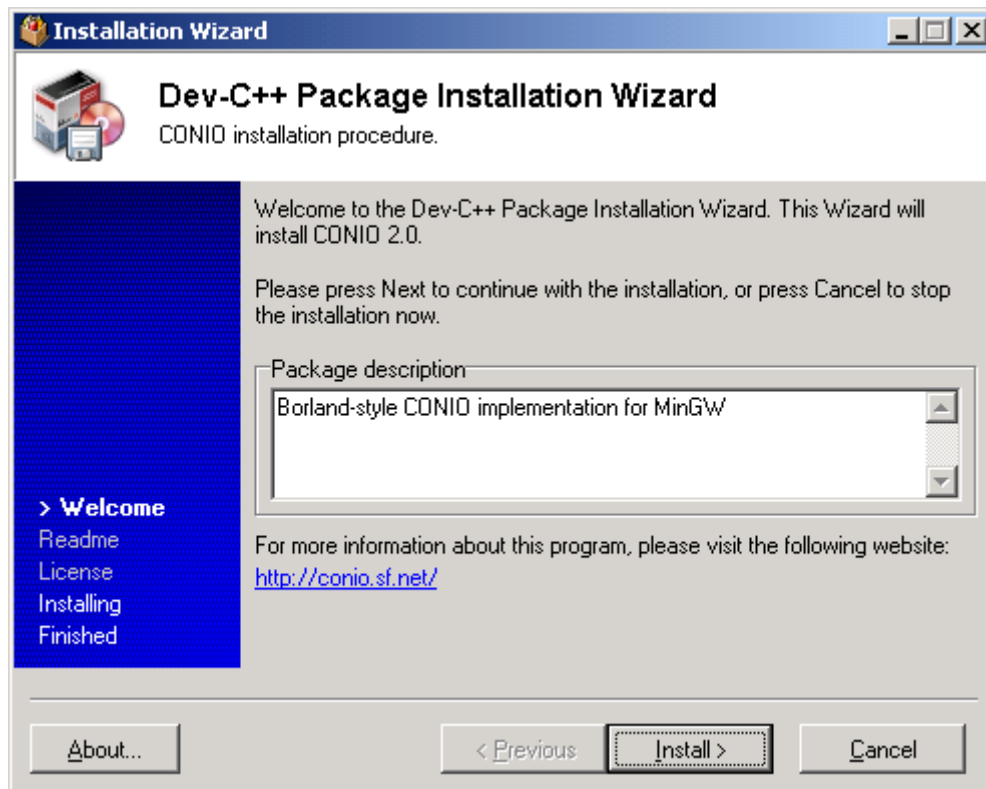 Installation Wizard
Dev-C++ Package Installation Wizard
CONIO installation procedure.
Welcome to the Dev-C++ Package Installation Wizard. This Wizard will
install CONIO 2.0.
Please press Next to continue with the installation, or press Cancel to stop
the installation now.
Package description
Borland-style CONIO implementation for MinGW
> Welcome
Readme
License
Installing
Finished
For more information about this program, please visit the following website:
http://conio.sf.net/
About...
< Previous
Install >
Cancel